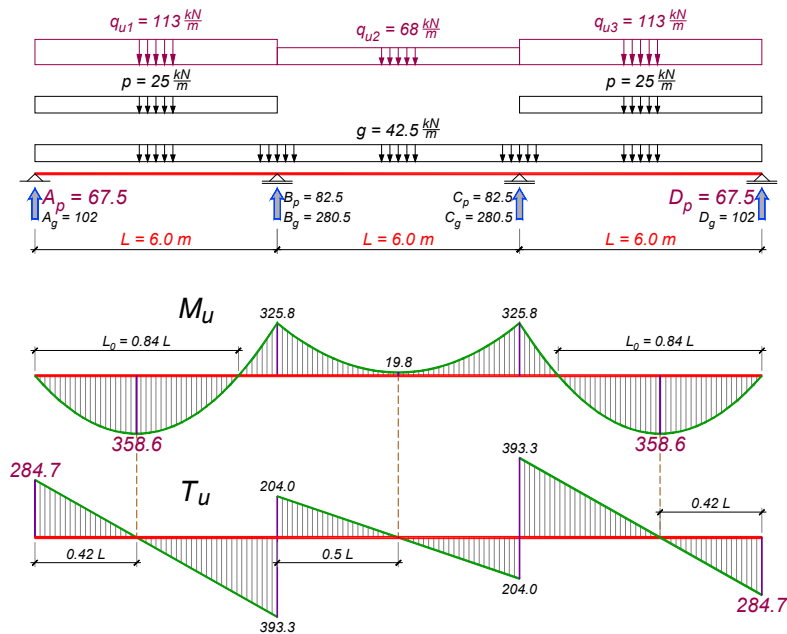 q_u1 = 113 kN/m
q_u2 = 68 kN/m
q_u3 = 113 kN/m
p = 25 kN/m
p = 25 kN/m
g = 42.5 kN/m
A_p = 67.5
A_g = 102
B_p = 82.5
B_g = 280.5
C_p = 82.5
C_g = 280.5
D_p = 67.5
D_g = 102
L = 6.0 m
L = 6.0 m
L = 6.0 m
M_u
325.8
325.8
L_0 = 0.84 L
19.8
L_0 = 0.84 L
358.6
358.6
284.7
T_u
204.0
393.3
0.42 L
0.42 L
0.5 L
204.0
393.3
284.7